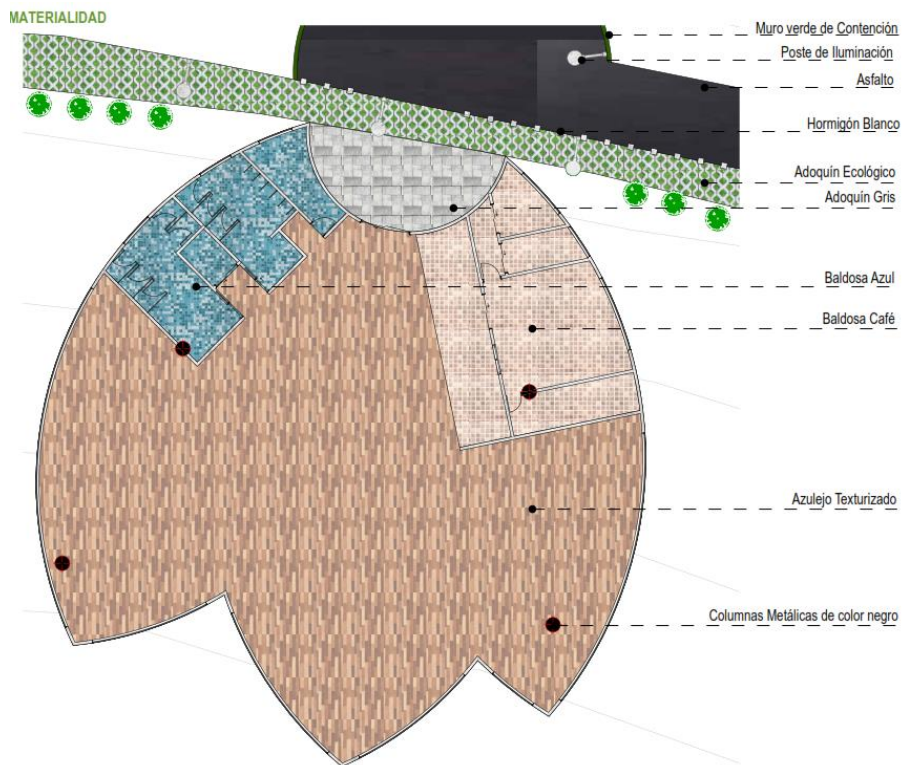 MATERIALIDAD
Muro verde de Contención
Poste de Iluminación
Asfalto
Hormigón Blanco
Adoquín Ecológico
Adoquín Gris
Baldosa Azul
Baldosa Café
Azulejo Texturizado
Columnas Metálicas de color negro